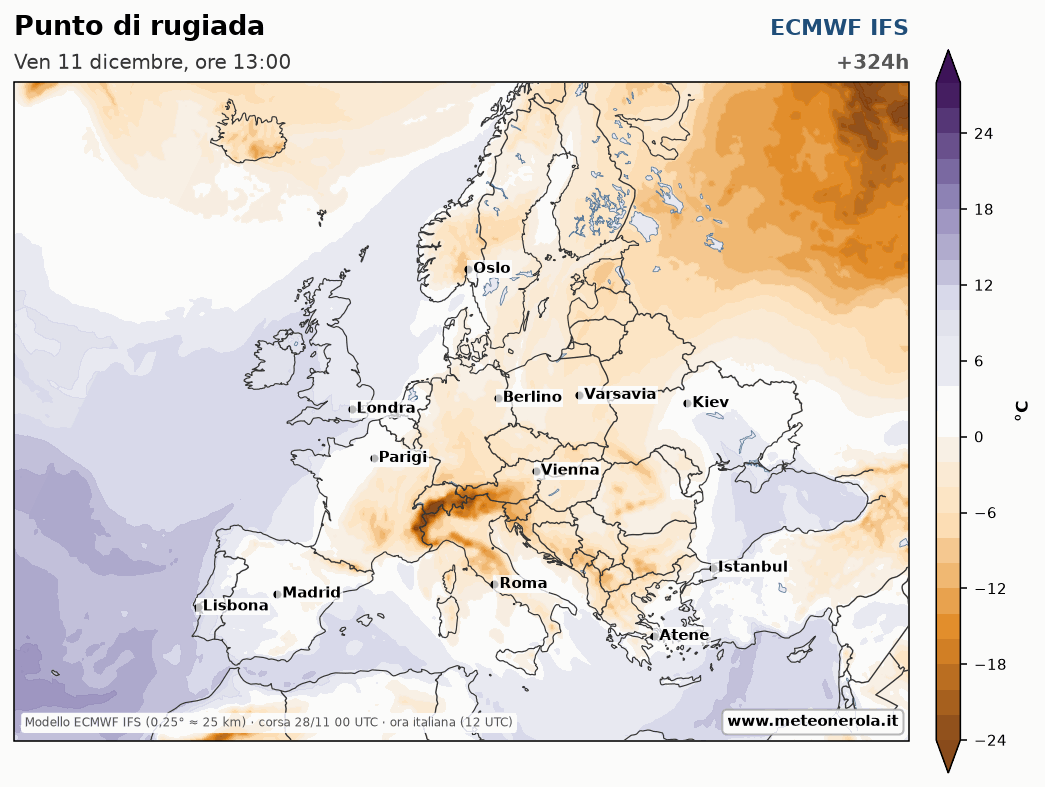 Punto di rugiada
ECMWF IFS
Ven 11 dicembre, ore 13:00
+324h
Oslo
Londra
Berlino
Varsavia
Kiev
Parigi
Vienna
Istanbul
Roma
Madrid
Lisbona
Atene
24
18
12
6
0
−6
−12
−18
−24
°C
Modello ECMWF IFS (0,25° ≈ 25 km) · corsa 28/11 00 UTC · ora italiana (12 UTC)
www.meteonerola.it